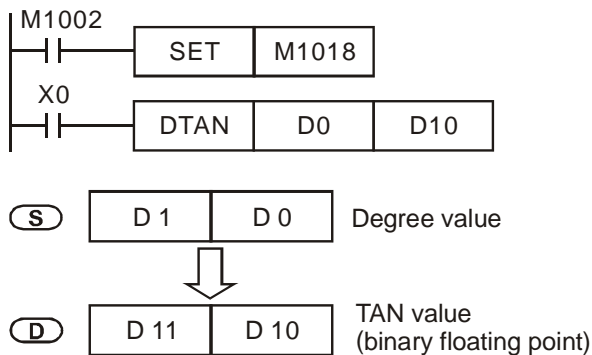 M1002
SET M1018
X0
DTAN D0 D10
S D 1 D 0 Degree value
D D 11 D 10 TAN value
(binary floating point)